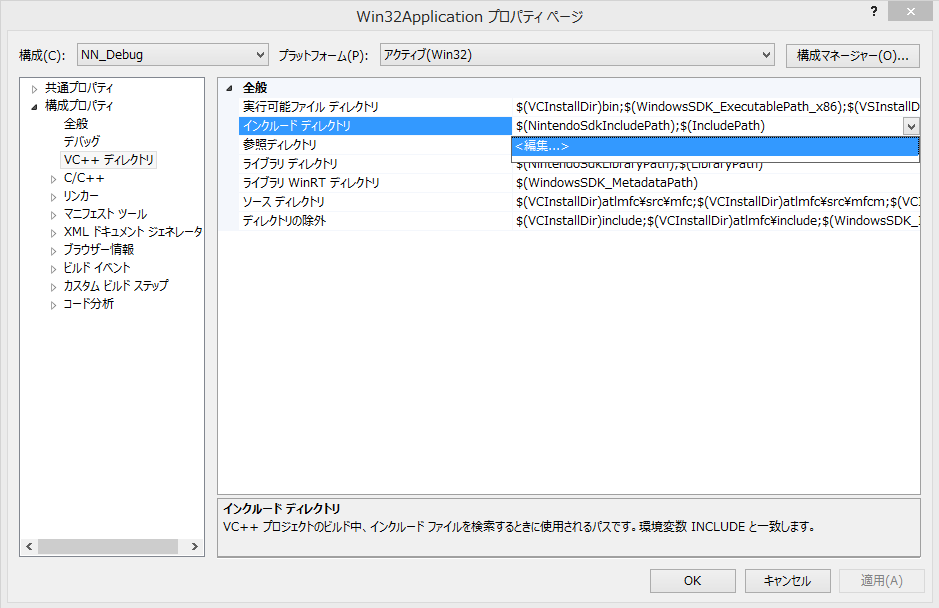 Win32Application プロパティ ページ
?
構成(C): NN_Debug プラットフォーム(P): アクティブ(Win32) 構成マネージャー(O)...
共通プロパティ
構成プロパティ
全般
デバッグ
VC++ ディレクトリ
C/C++
リンカー
マニフェスト ツール
XML ドキュメント ジェネレータ
ブラウザー情報
ビルド イベント
カスタム ビルド ステップ
コード分析
全般
実行可能ファイル ディレクトリ $(VCInstallDir)bin;$(WindowsSDK_ExecutablePath_x86);$(VSInstallD
インクルード ディレクトリ $(NintendoSdkIncludePath);$(IncludePath)
<編集...>
参照ディレクトリ
ライブラリ ディレクトリ $(NintendoSdkLibraryPath);$(LibraryPath)
ライブラリ WinRT ディレクトリ $(WindowsSDK_MetadataPath)
ソース ディレクトリ $(VCInstallDir)atlmfc¥src¥mfc;$(VCInstallDir)atlmfc¥src¥mfcm;$(VC
ディレクトリの除外 $(VCInstallDir)include;$(VCInstallDir)atlmfc¥include;$(WindowsSDK_I
インクルード ディレクトリ
VC++ プロジェクトのビルド中、インクルード ファイルを検索するときに使用されるパスです。環境変数 INCLUDE と一致します。
OK キャンセル 適用(A)